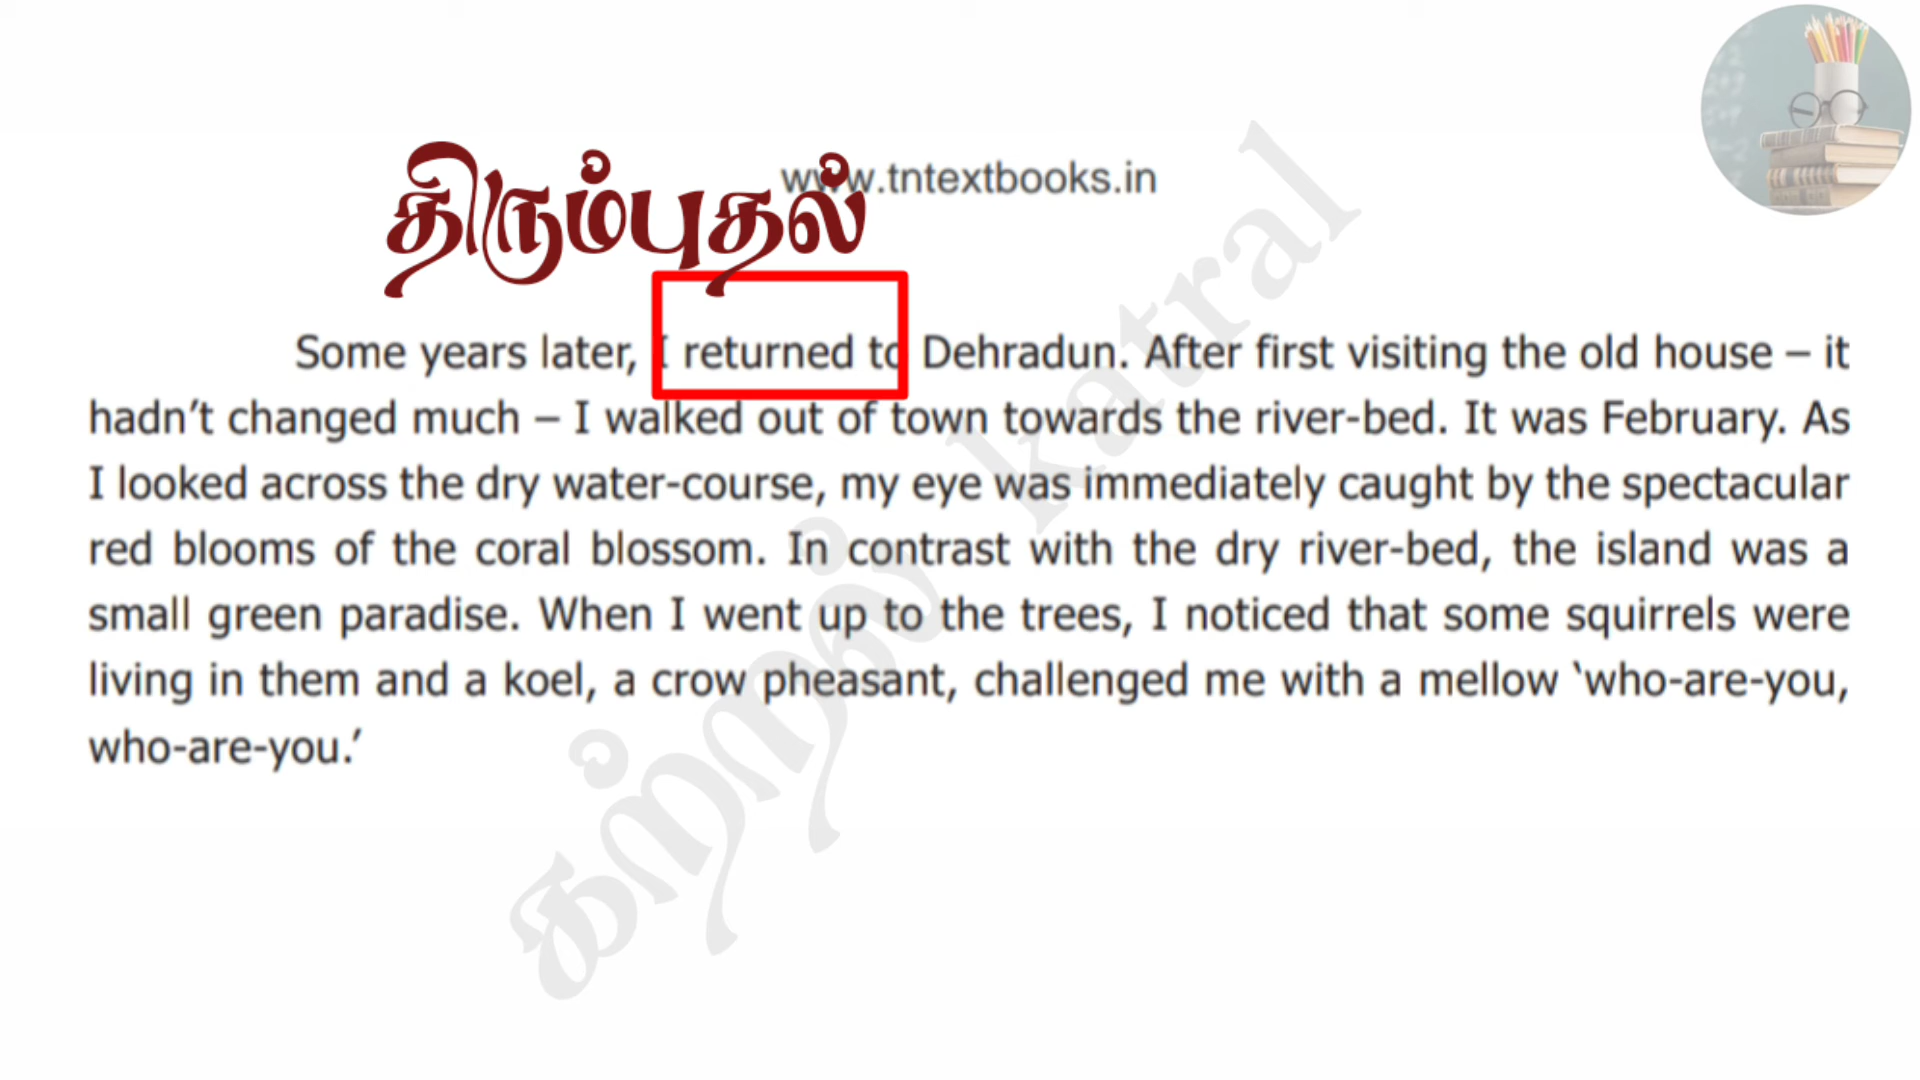 www.tntextbooks.in
திரும்புதல்
Some years later, I returned to Dehradun. After first visiting the old house – it
hadn’t changed much – I walked out of town towards the river-bed. It was February. As
I looked across the dry water-course, my eye was immediately caught by the spectacular
red blooms of the coral blossom. In contrast with the dry river-bed, the island was a
small green paradise. When I went up to the trees, I noticed that some squirrels were
living in them and a koel, a crow pheasant, challenged me with a mellow ‘who-are-you,
who-are-you.’
கற்றல் katral